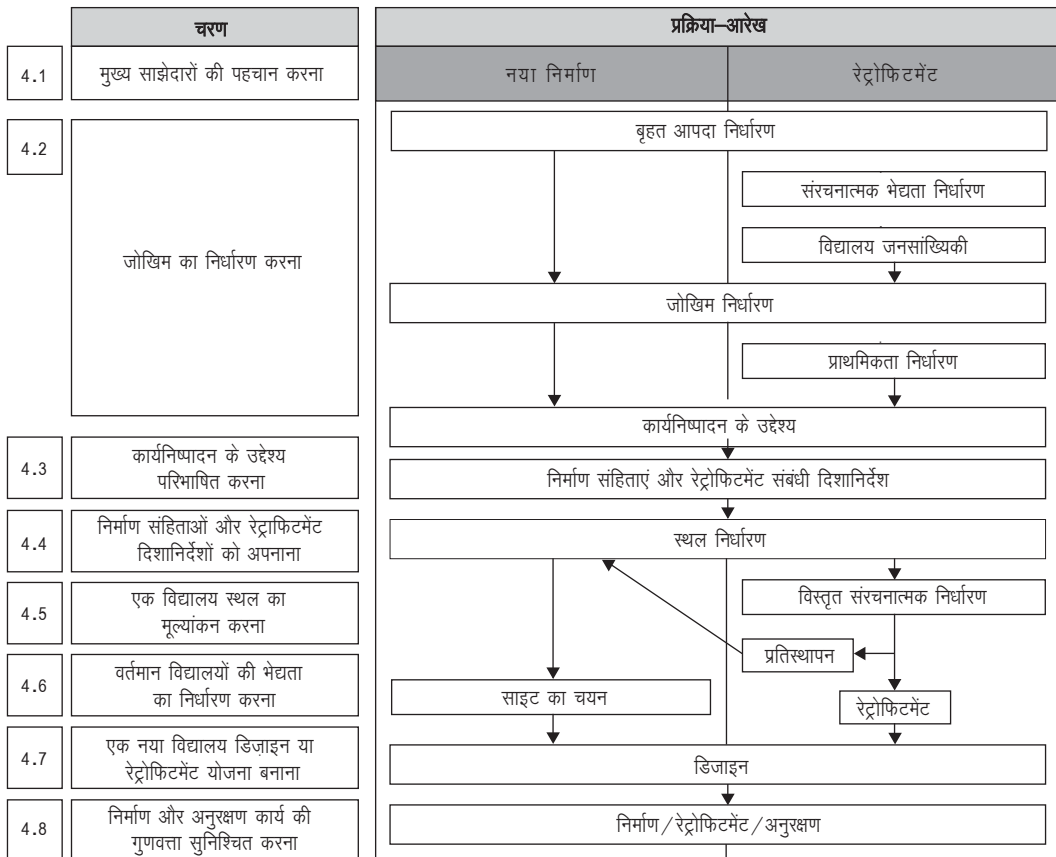 चरण
प्रक्रिया–आरेख
4.1
मुख्य साझेदारों की पहचान करना
नया निर्माण
रेट्रोफिटमेंट
4.2
जोखिम का निर्धारण करना
बृहत आपदा निर्धारण
संरचनात्मक भेद्यता निर्धारण
विद्यालय जनसांख्यिकी
जोखिम निर्धारण
प्राथमिकता निर्धारण
कार्यनिष्पादन के उद्देश्य
4.3
कार्यनिष्पादन के उद्देश्य
परिभाषित करना
निर्माण संहिताएं और रेट्रोफिटमेंट संबंधी दिशानिर्देश
4.4
निर्माण संहिताओं और रेट्राफिटमेंट
दिशानिर्देशों को अपनाना
स्थल निर्धारण
4.5
एक विद्यालय स्थल का
मूल्यांकन करना
विस्तृत संरचनात्मक निर्धारण
प्रतिस्थापन
4.6
वर्तमान विद्यालयों की भेद्यता
का निर्धारण करना
साइट का चयन
रेट्रोफिटमेंट
4.7
एक नया विद्यालय डिज़ाइन या
रेट्रोफिटमेंट योजना बनाना
डिजाइन
4.8
निर्माण और अनुरक्षण कार्य की
गुणवत्ता सुनिश्चित करना
निर्माण/रेट्रोफिटमेंट/अनुरक्षण